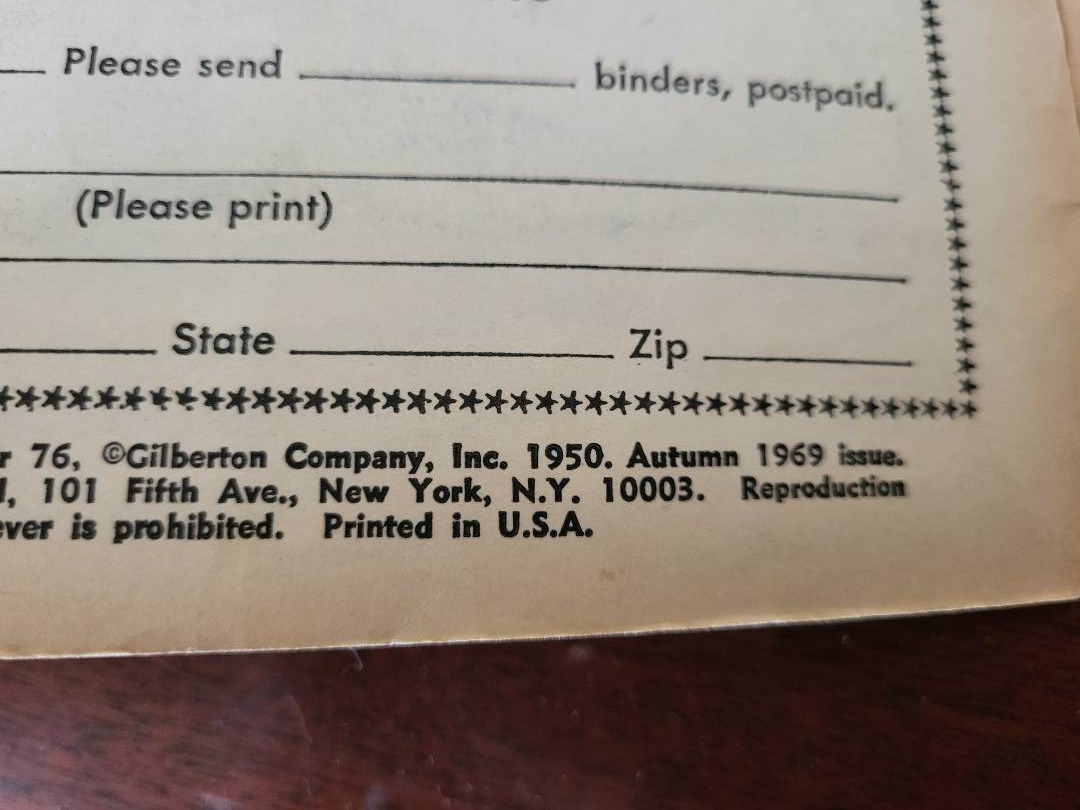 Please send binders, postpaid.
(Please print)
State Zip
76, ©Gilberton Company, Inc. 1950. Autumn 1969 issue.
101 Fifth Ave., New York, N.Y. 10003. Reproduction
ever is prohibited. Printed in U.S.A.